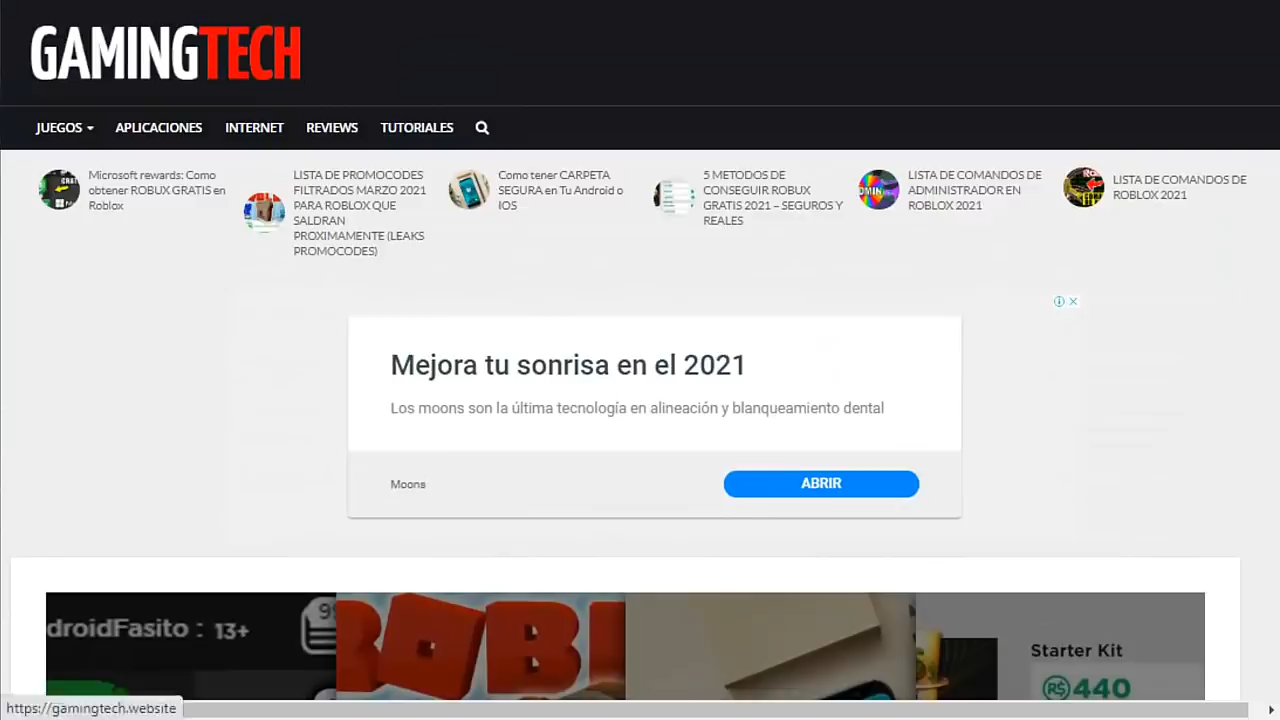 GAMINGTECH
JUEGOS APLICACIONES INTERNET REVIEWS TUTORIALES
Microsoft rewards: Como
obtener ROBUX GRATIS en
Roblox
LISTA DE PROMOCODES
FILTRADOS MARZO 2021
PARA ROBLOX QUE
SALDRAN
PROXIMAMENTE (LEAKS
PROMOCODES)
Como tener CARPETA
SEGURA en Tu Android o
IOS
5 METODOS DE
CONSEGUIR ROBUX
GRATIS 2021 – SEGUROS Y
REALES
LISTA DE COMANDOS DE
ADMINISTRADOR EN
ROBLOX 2021
LISTA DE COMANDOS DE
ROBLOX 2021
Mejora tu sonrisa en el 2021
Los moons son la última tecnología en alineación y blanqueamiento dental
Moons
ABRIR
droidFasito : 13+
ROBL
Starter Kit
440
https://gamingtech.website